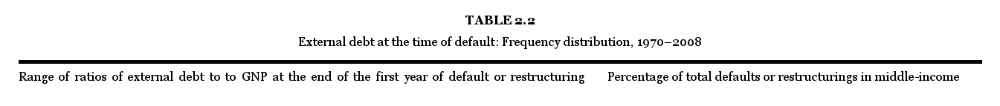 TABLE 2.2
External debt at the time of default: Frequency distribution, 1970–2008
Range of ratios of external debt to to GNP at the end of the first year of default or restructuring Percentage of total defaults or restructurings in middle-income